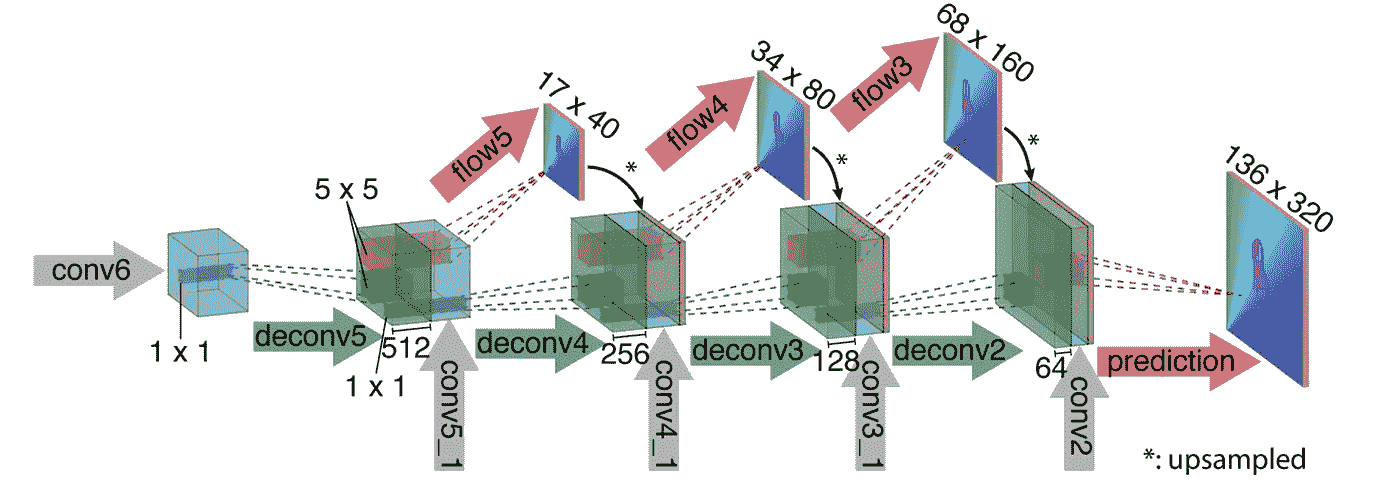 conv6
1 x 1
deconv5
5 x 5
1 x 1
512
conv5_1
flow5
17 x 40
*
deconv4
256
conv4_1
flow4
34 x 80
*
deconv3
128
conv3_1
flow3
68 x 160
*
deconv2
64
conv2
prediction
136 x 320
*: upsampled